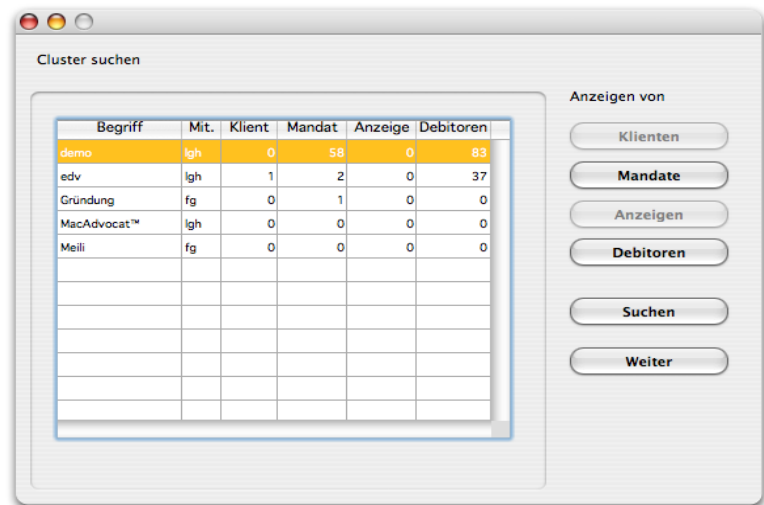 Cluster suchen
Anzeigen von
Begriff Mit. Klient Mandat Anzeige Debitoren
demo lgh 0 58 0 83
edv lgh 1 2 0 37
Gründung fg 0 1 0 0
MacAdvocat™ lgh 0 0 0 0
Meili fg 0 0 0 0
Klienten
Mandate
Anzeigen
Debitoren
Suchen
Weiter